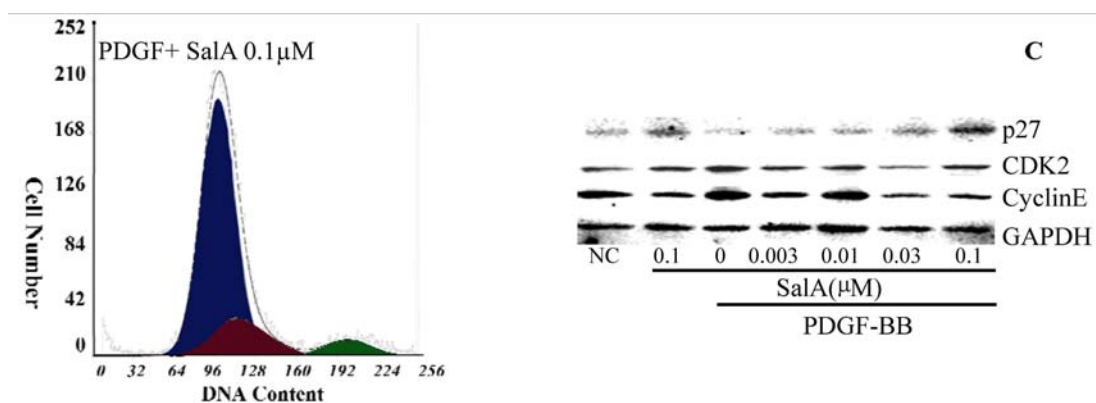 252
PDGF+ SalA 0.1μM
210
168
126
84
42
0
Cell Number
0 32 64 96 128 160 192 224 256
DNA Content
C
p27
CDK2
CyclinE
GAPDH
NC 0.1 0 0.003 0.01 0.03 0.1
SalA(μM)
PDGF-BB